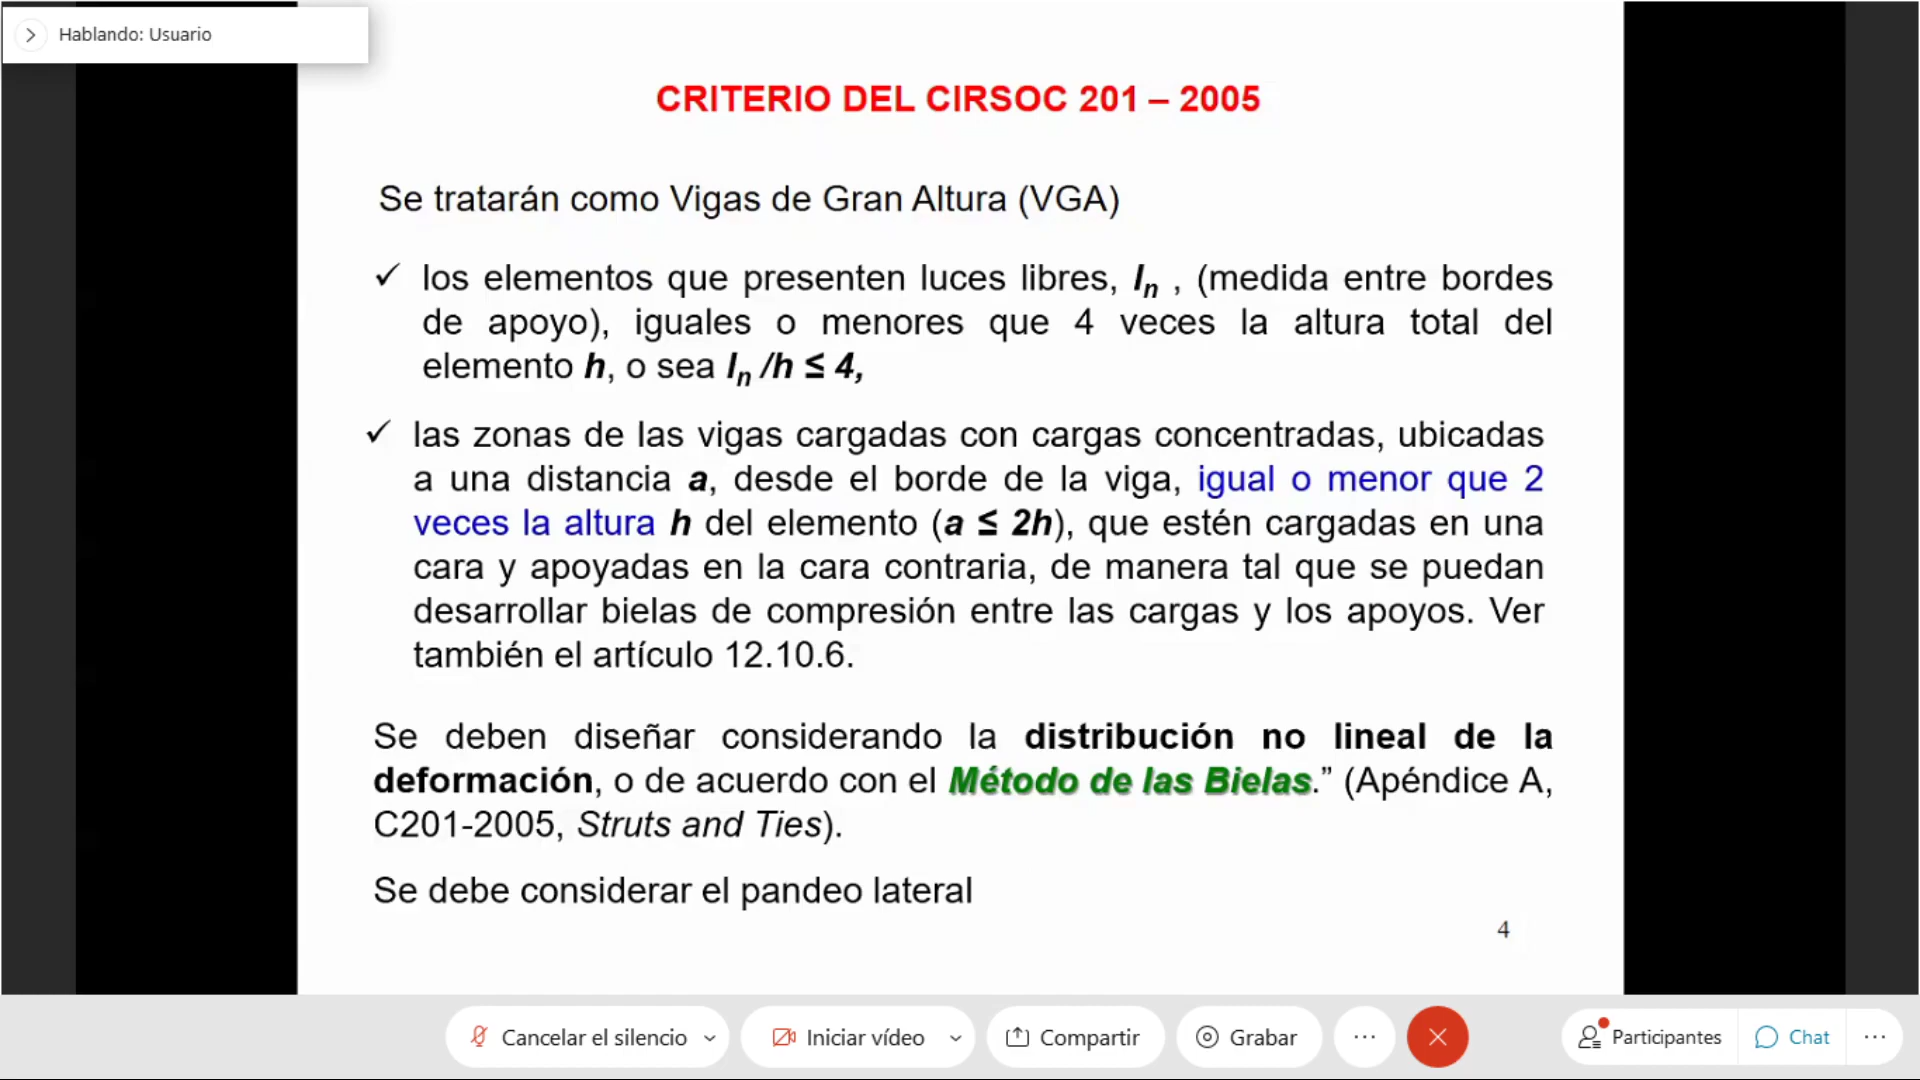 Hablando: Usuario
CRITERIO DEL CIRSOC 201 – 2005
Se tratarán como Vigas de Gran Altura (VGA)
✓ los elementos que presenten luces libres, ln , (medida entre bordes
de apoyo), iguales o menores que 4 veces la altura total del
elemento h, o sea ln /h ≤ 4,
✓ las zonas de las vigas cargadas con cargas concentradas, ubicadas
a una distancia a, desde el borde de la viga, igual o menor que 2
veces la altura h del elemento (a ≤ 2h), que estén cargadas en una
cara y apoyadas en la cara contraria, de manera tal que se puedan
desarrollar bielas de compresión entre las cargas y los apoyos. Ver
también el artículo 12.10.6.
Se deben diseñar considerando la distribución no lineal de la
deformación, o de acuerdo con el Método de las Bielas.” (Apéndice A,
C201-2005, Struts and Ties).
Se debe considerar el pandeo lateral
4
Cancelar el silencio
Iniciar vídeo
Compartir
Grabar
Participantes
Chat